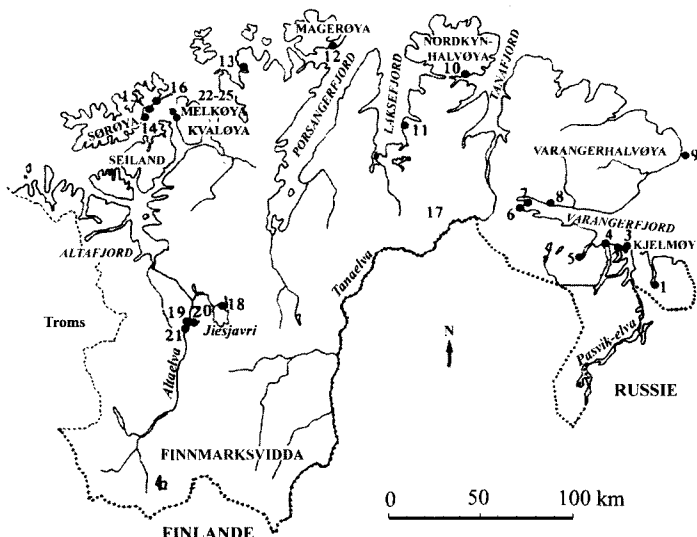 MAGERØYA
12
NORDKYN-
HALVØYA
10
13
16
22-25
15
MELKØYA
SØRØYA
14
KVALØYA
SEILAND
PORSANGERFJORD
LAKSEFJORD
11
TANAFJORD
VARANGERHALVØYA
9
7
8
6
17
VARANGERFJORD
4
3
KJELMØY
2
5
1
ALTAFJORD
Tanaelva
Troms
18
19
20
Jiesjavri
21
Altaelva
N
Pasvik-elva
RUSSIE
FINNMARKSVIDDA
0
50
100 km
FINLANDE